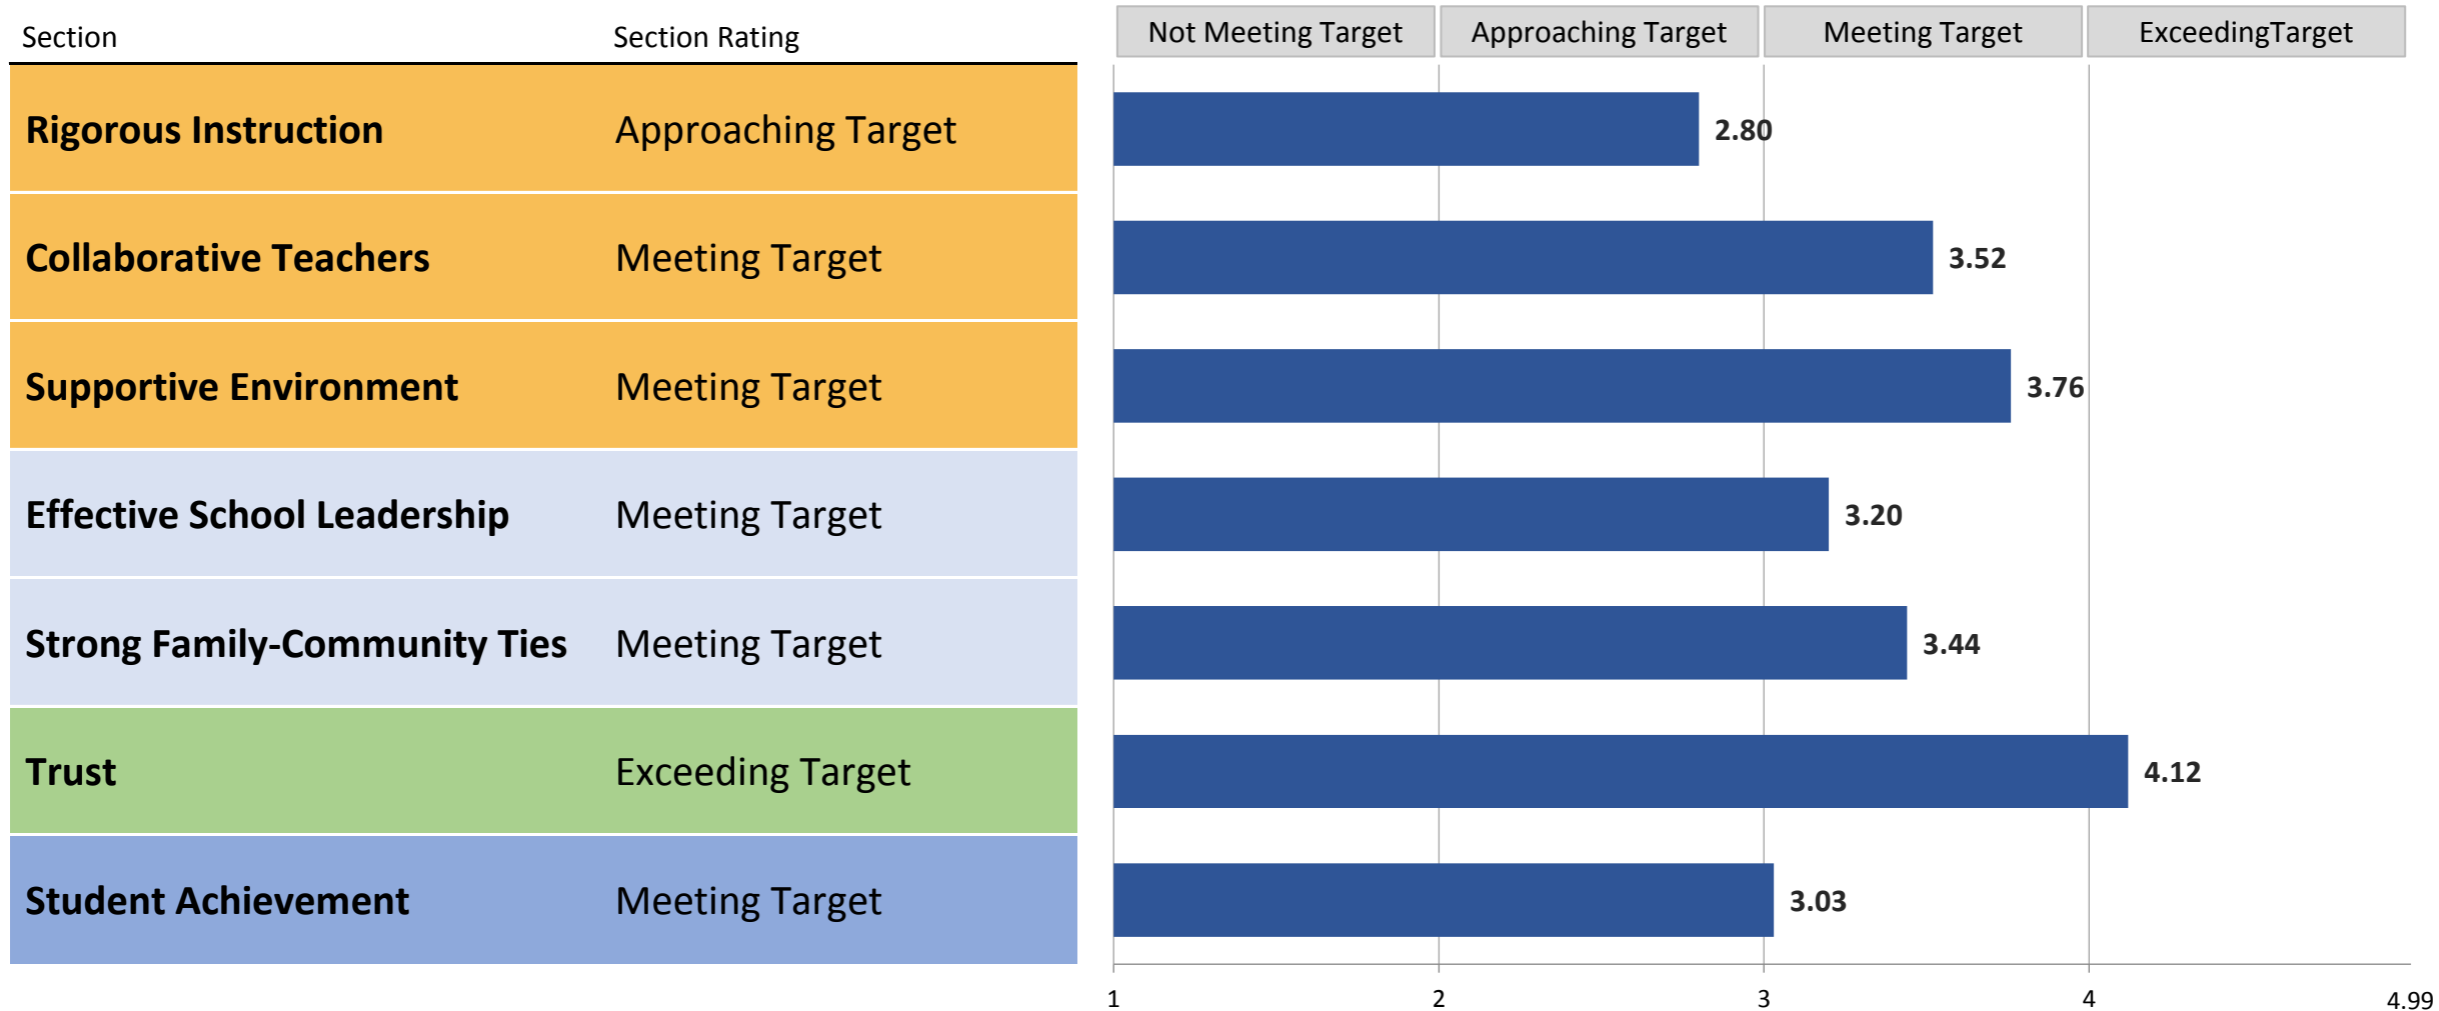 Section Section Rating Not Meeting Target Approaching Target Meeting Target ExceedingTarget
Rigorous Instruction Approaching Target 2.80
Collaborative Teachers Meeting Target 3.52
Supportive Environment Meeting Target 3.76
Effective School Leadership Meeting Target 3.20
Strong Family-Community Ties Meeting Target 3.44
Trust Exceeding Target 4.12
Student Achievement Meeting Target 3.03
1 2 3 4 4.99